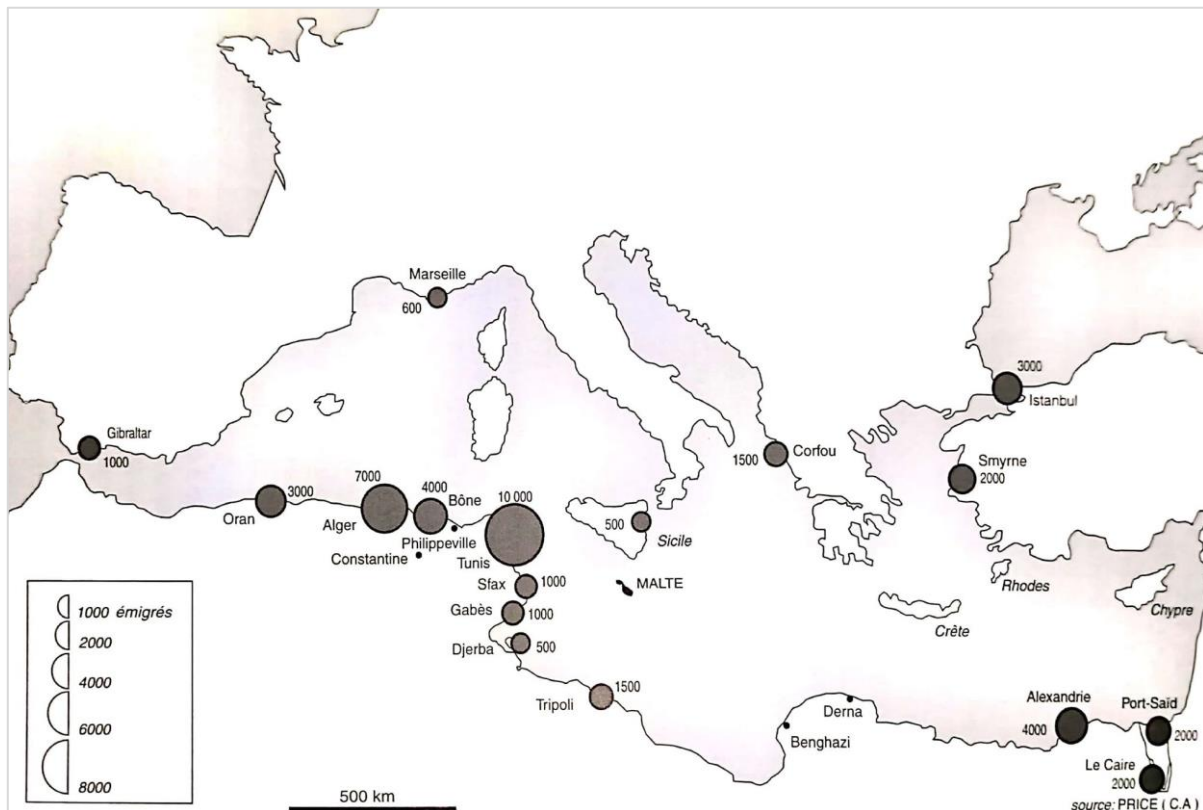 Marseille
600
Gibraltar
1000
3000
Oran
7000
Alger
4000
Bône
Philippeville
Constantine
10 000
Tunis
Sfax
1000
Gabès
1000
Djerba
500
1500
Tripoli
500
Sicile
MALTE
1500
Corfou
3000
Istanbul
Smyrne
2000
Rhodes
Chypre
Crête
Derna
Benghazi
Alexandrie
4000
Port-Saïd
2000
Le Caire
2000
1000 émigrés
2000
4000
6000
8000
500 km
source: PRICE ( C.A )